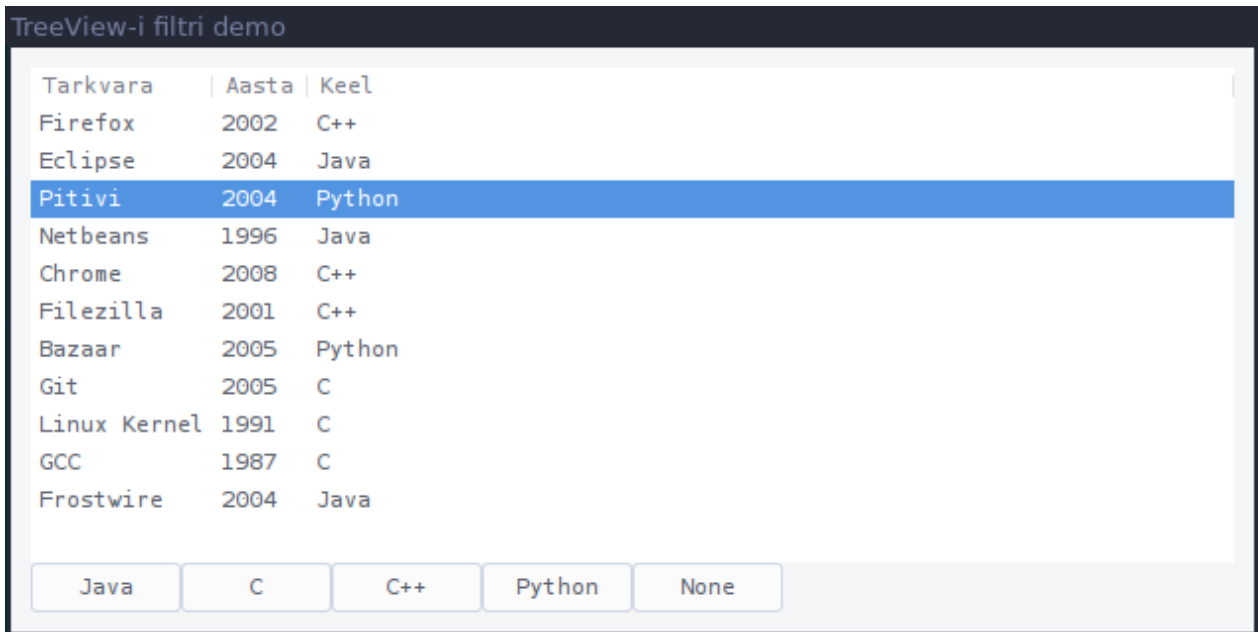 TreeView-i filtri demo
Tarkvara Aasta Keel
Firefox 2002 C++
Eclipse 2004 Java
Pitivi 2004 Python
Netbeans 1996 Java
Chrome 2008 C++
Filezilla 2001 C++
Bazaar 2005 Python
Git 2005 C
Linux Kernel 1991 C
GCC 1987 C
Frostwire 2004 Java
Java C C++ Python None